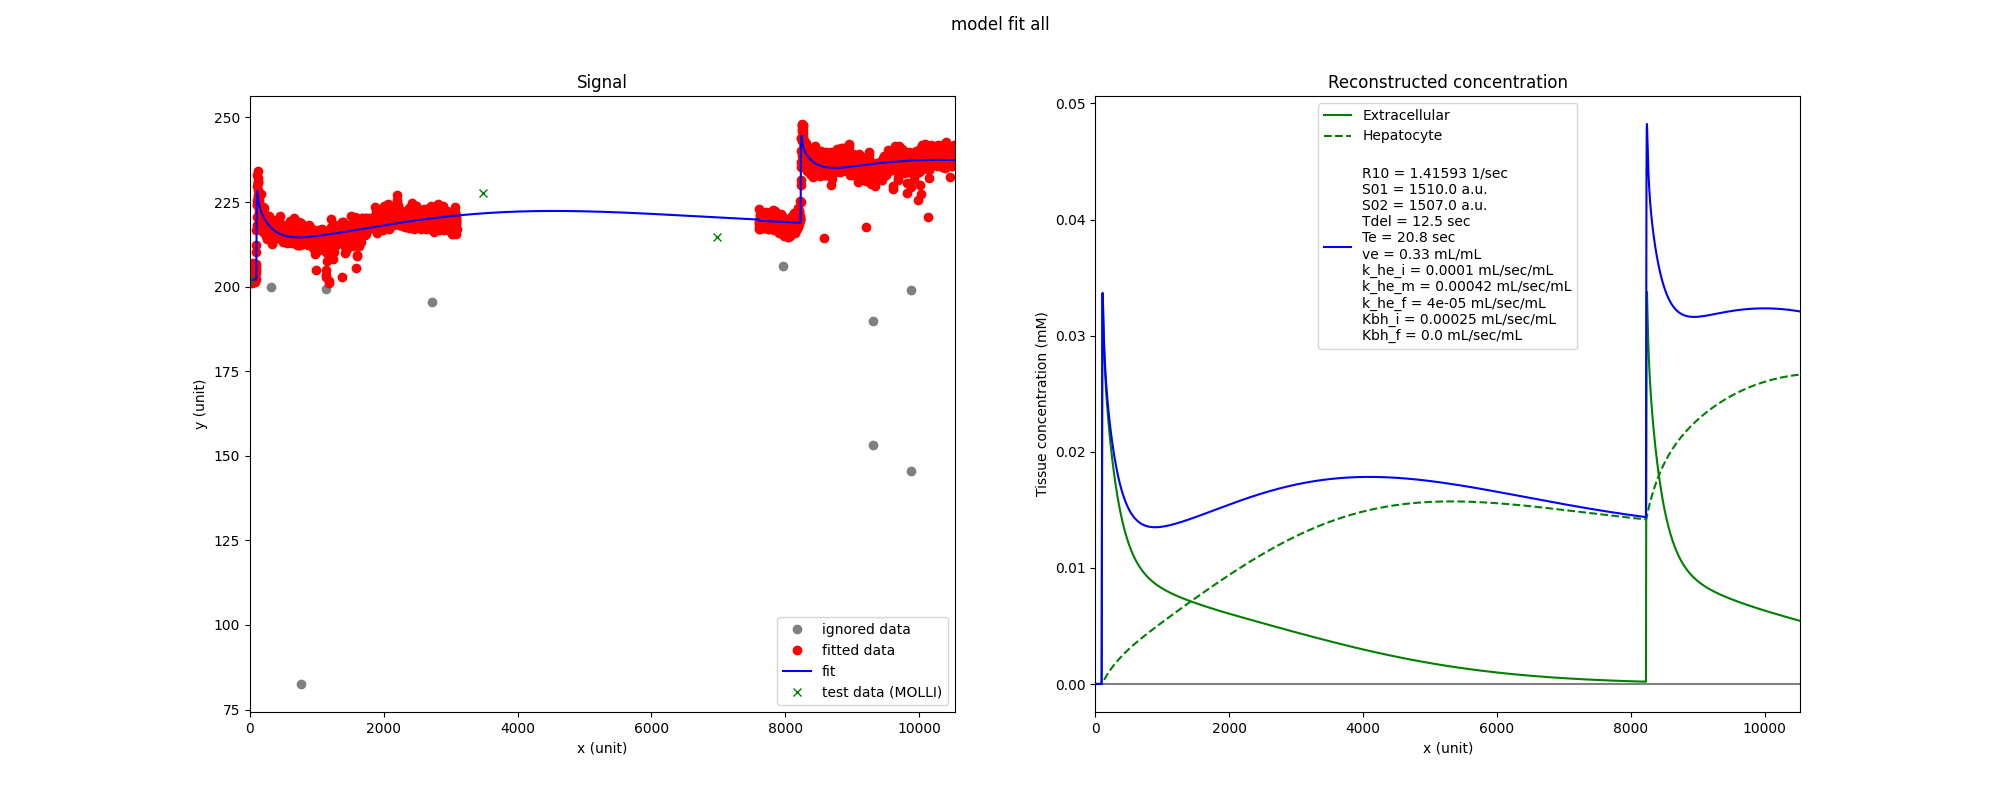 model fit all
Signal
y (unit)
250
225
200
175
150
125
100
75
0
2000
4000
6000
8000
10000
x (unit)
ignored data
fitted data
fit
test data (MOLLI)
Reconstructed concentration
Tissue concentration (mM)
0.05
0.04
0.03
0.02
0.01
0.00
0
2000
4000
6000
8000
10000
x (unit)
Extracellular
Hepatocyte
R10 = 1.41593 1/sec
S01 = 1510.0 a.u.
S02 = 1507.0 a.u.
Tdel = 12.5 sec
Te = 20.8 sec
ve = 0.33 mL/mL
k_he_i = 0.0001 mL/sec/mL
k_he_m = 0.00042 mL/sec/mL
k_he_f = 4e-05 mL/sec/mL
Kbh_i = 0.00025 mL/sec/mL
Kbh_f = 0.0 mL/sec/mL